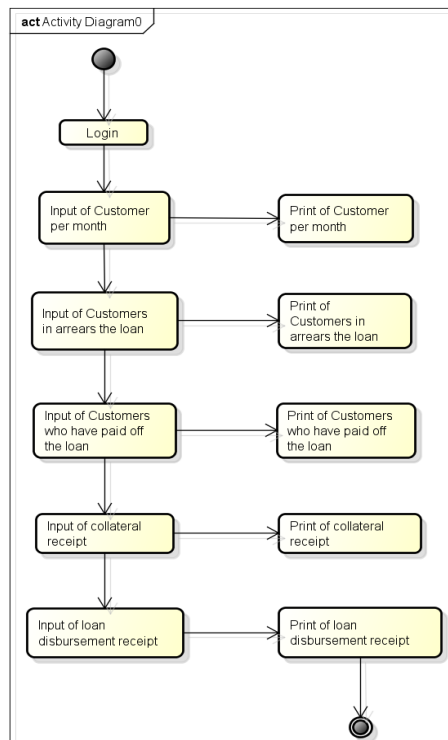 act Activity Diagram0
Login
Input of Customer
per month
Print of Customer
per month
Input of Customers
in arrears the loan
Print of
Customers in
arrears the loan
Input of Customers
who have paid off
the loan
Print of Customers
who have paid off
the loan
Input of collateral
receipt
Print of collateral
receipt
Input of loan
disbursement receipt
Print of loan
disbursement receipt